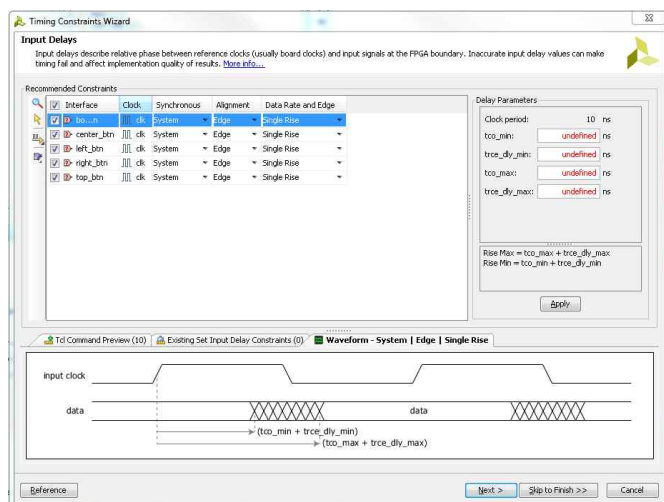 Timing Constraints Wizard
Input Delays
Input delays describe relative phase between reference clocks (usually board clocks) and input signals at the FPGA boundary. Inaccurate input delay values can make
timing fail and affect implementation quality of results. More info...
Recommended Constraints
Interface Clock Synchronous Alignment Data Rate and Edge
bo...n clk System Edge Single Rise
center_btn clk System Edge Single Rise
left_btn clk System Edge Single Rise
right_btn clk System Edge Single Rise
top_btn clk System Edge Single Rise
Delay Parameters
Clock period: 10 ns
tco_min: undefined ns
trce_dly_min: undefined ns
tco_max: undefined ns
trce_dly_max: undefined ns
Rise Max = tco_max + trce_dly_max
Rise Min = tco_min + trce_dly_min
Apply
Tcl Command Preview (10) Existing Set Input Delay Constraints (0) Waveform - System | Edge | Single Rise
input clock
data data
(tco_min + trce_dly_min)
(tco_max + trce_dly_max)
Reference Next > Skip to Finish >> Cancel